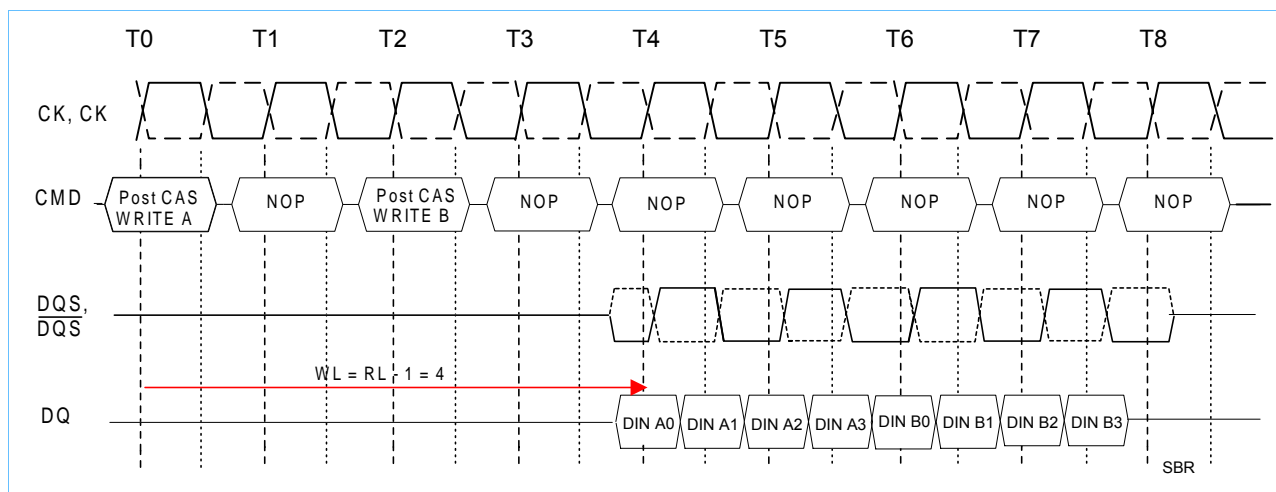 T0 T1 T2 T3 T4 T5 T6 T7 T8
CK, CK
CMD
Post CAS
WRITE A
NOP
Post CAS
WRITE B
NOP
NOP
NOP
NOP
NOP
NOP
DQS,
DQS
WL = RL - 1 = 4
DQ
DIN A0 DIN A1 DIN A2 DIN A3 DIN B0 DIN B1 DIN B2 DIN B3
SBR